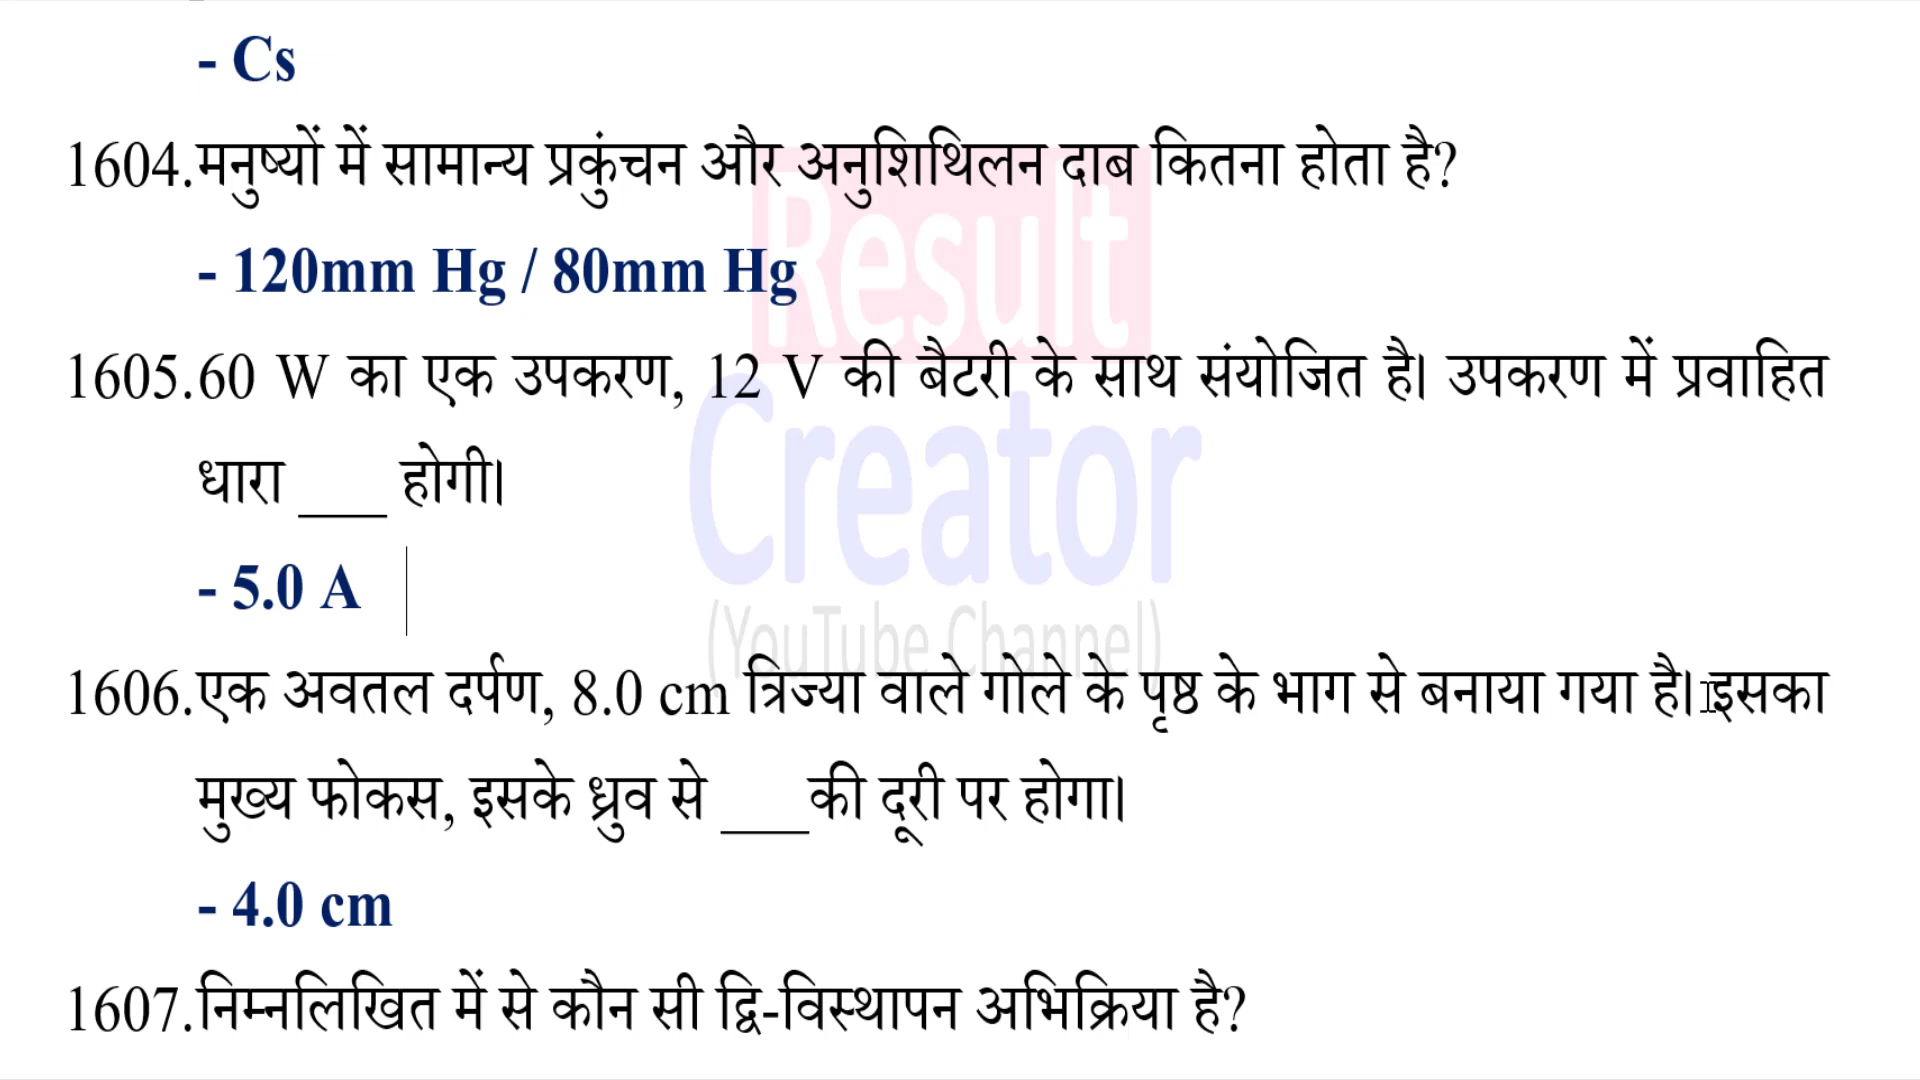 - Cs
1604.मनुष्यों में सामान्य प्रकुंचन और अनुशिथिलन दाब कितना होता है?
Result
- 120mm Hg / 80mm Hg
1605.60 W का एक उपकरण, 12 V की बैटरी के साथ संयोजित है। उपकरण में प्रवाहित
धारा ___ होगी।
Creator
- 5.0 A
(YouTube Channel)
1606.एक अवतल दर्पण, 8.0 cm त्रिज्या वाले गोले के पृष्ठ के भाग से बनाया गया है। इसका
मुख्य फोकस, इसके ध्रुव से ___की दूरी पर होगा।
- 4.0 cm
1607.निम्नलिखित में से कौन सी द्वि-विस्थापन अभिक्रिया है?